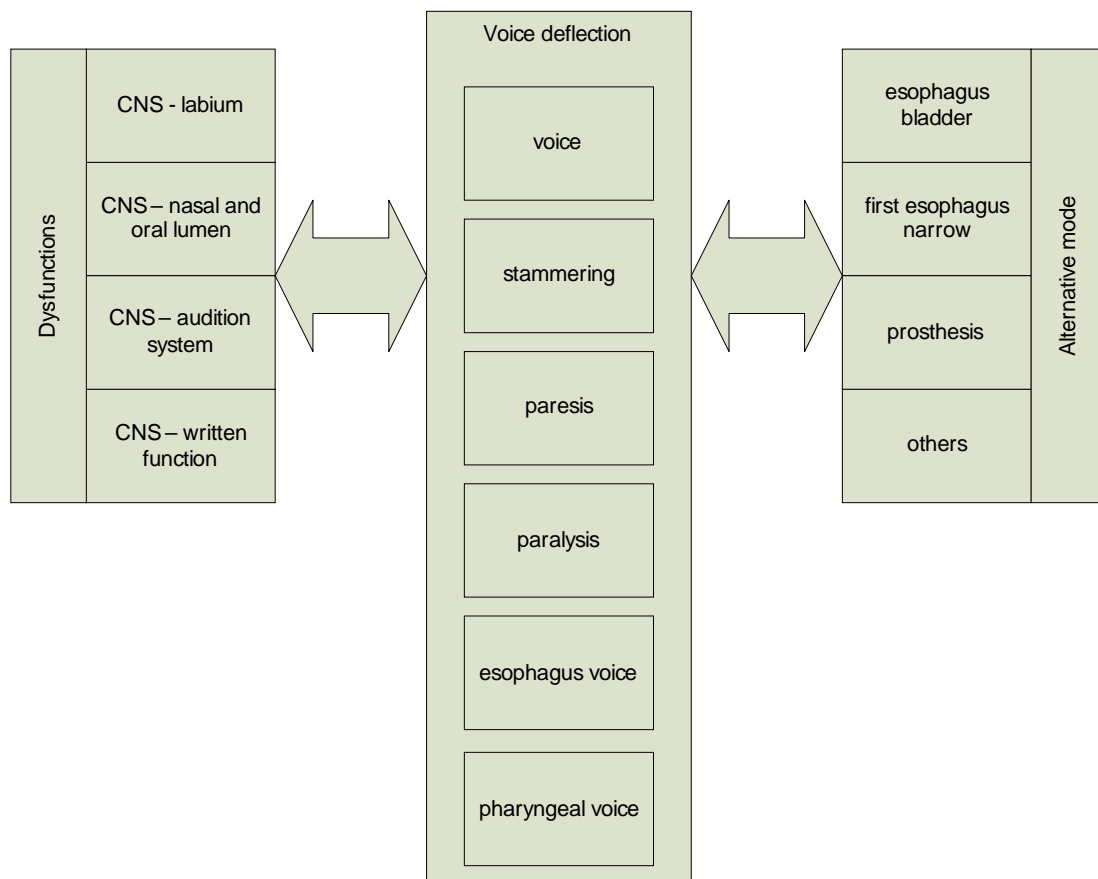 Dysfunctions
CNS - labium
CNS – nasal and
oral lumen
CNS – audition
system
CNS – written
function
Voice deflection
voice
stammering
paresis
paralysis
esophagus voice
pharyngeal voice
esophagus
bladder
first esophagus
narrow
prosthesis
others
Alternative mode